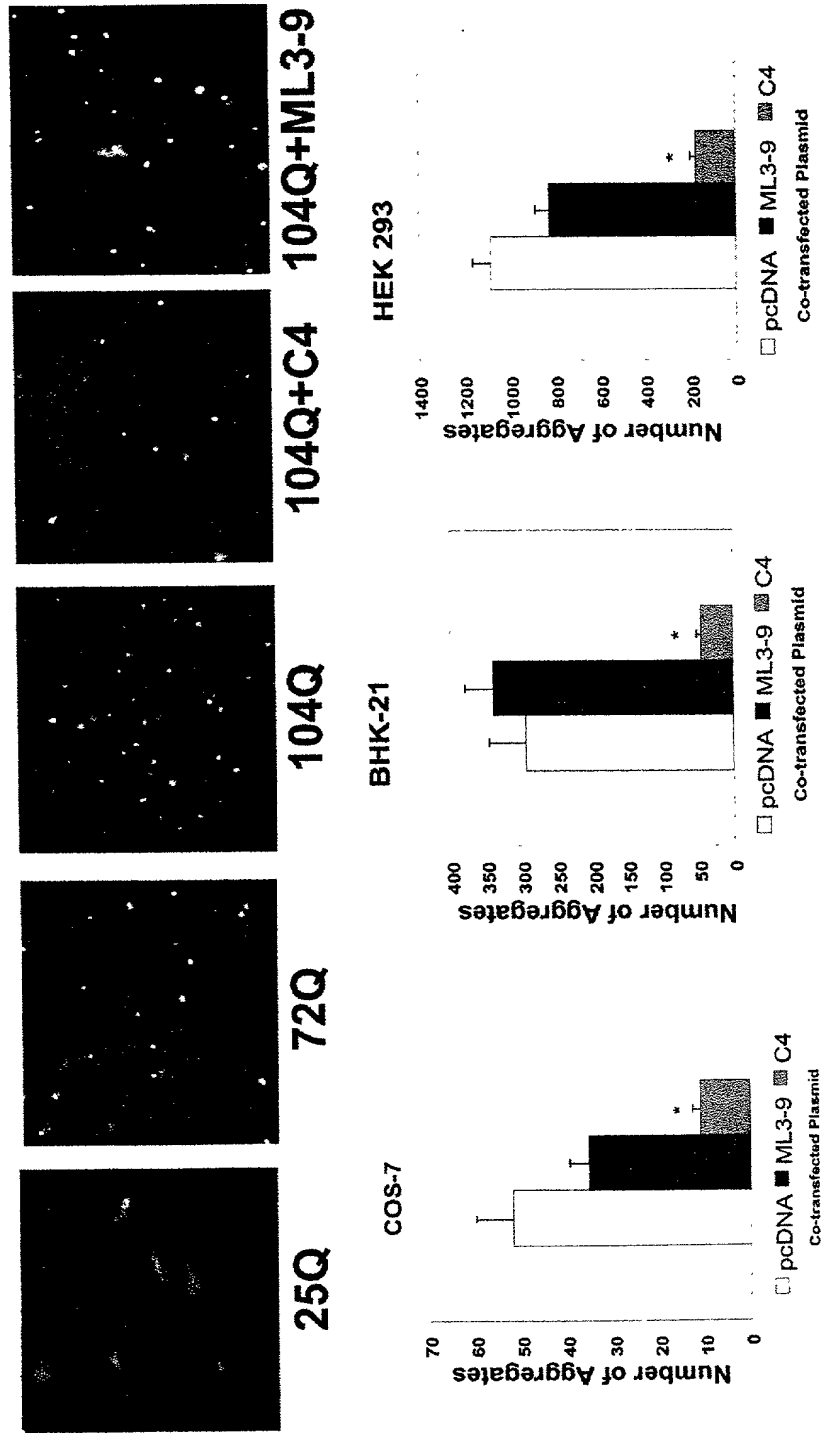 25Q
72Q
104Q
104Q+C4
104Q+ML3-9
COS-7
Number of Aggregates
70
60
50
40
30
20
10
0
pcDNA ML3-9 C4
Co-transfected Plasmid
*
BHK-21
Number of Aggregates
400
350
300
250
200
150
100
50
0
pcDNA ML3-9 C4
Co-transfected Plasmid
*
HEK 293
Number of Aggregates
1400
1200
1000
800
600
400
200
0
pcDNA ML3-9 C4
Co-transfected Plasmid
*